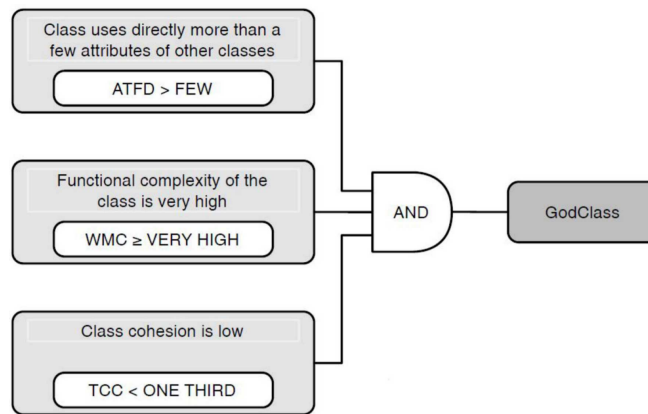 Class uses directly more than a
few attributes of other classes
ATFD > FEW
Functional complexity of the
class is very high
WMC ≥ VERY HIGH
Class cohesion is low
TCC < ONE THIRD
AND
GodClass